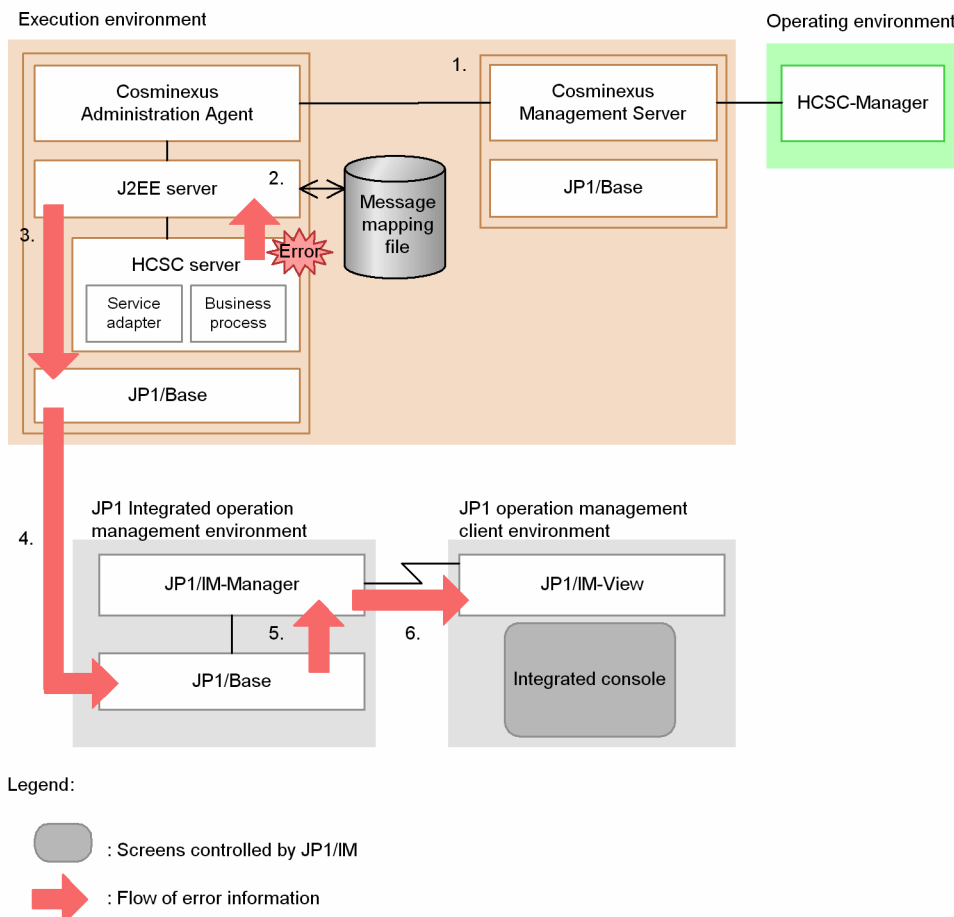 Execution environment
Operating environment
1.
Cosminexus
Administration Agent
Cosminexus
Management Server
HCSC-Manager
J2EE server
2.
Message
mapping
file
JP1/Base
3.
Error
HCSC server
Service
adapter
Business
process
JP1/Base
4.
JP1 Integrated operation
management environment
JP1 operation management
client environment
JP1/IM-Manager
JP1/IM-View
5.
6.
JP1/Base
Integrated console
Legend:
: Screens controlled by JP1/IM
: Flow of error information